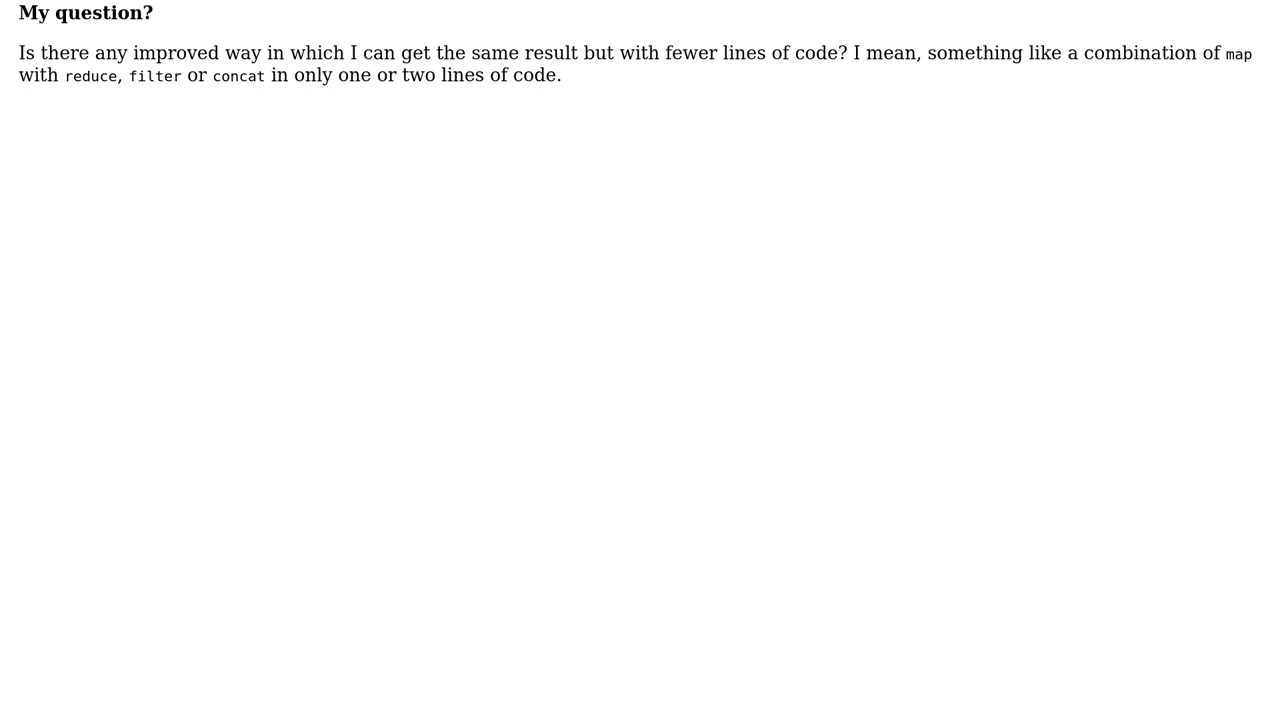 My question?
Is there any improved way in which I can get the same result but with fewer lines of code? I mean, something like a combination of map
with reduce, filter or concat in only one or two lines of code.